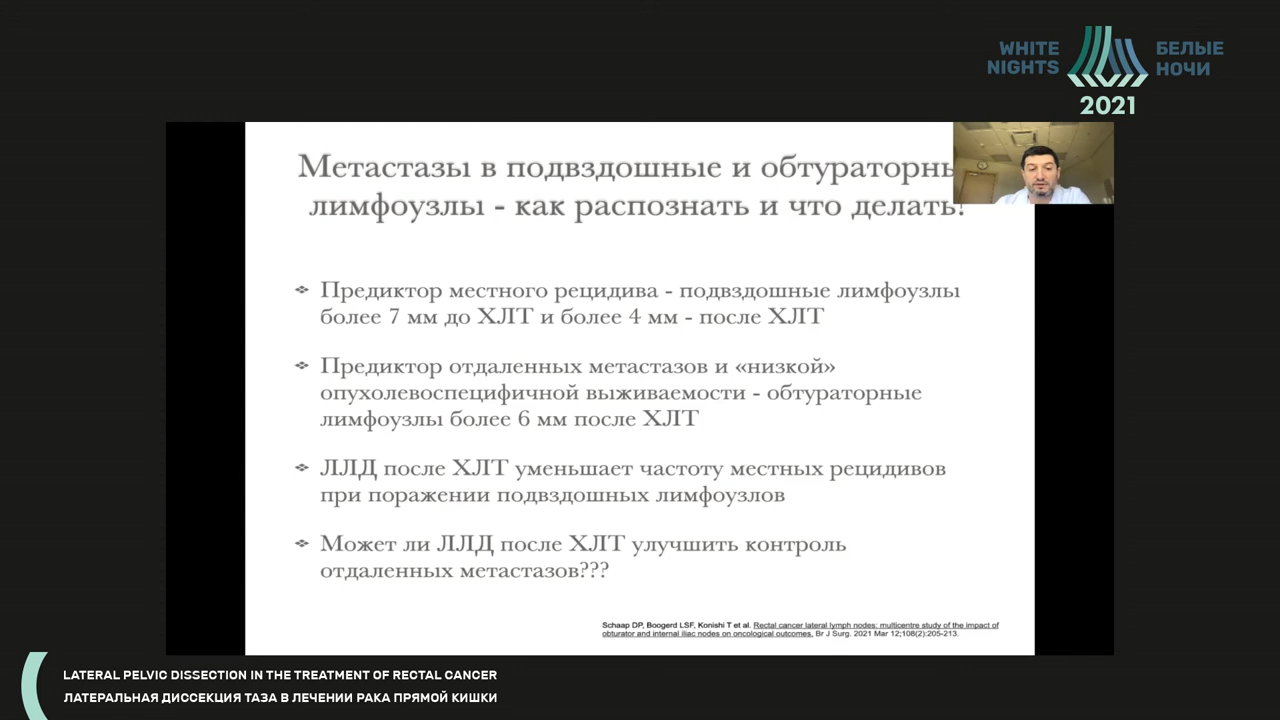 WHITE
NIGHTS
БЕЛЫЕ
НОЧИ
2021
Метастазы в подвздошные и
лимфоузлы - как распознать и что делать?
❖ Предиктор местного рецидива - подвздошные лимфоузлы
более 7 мм до ХЛТ и более 4 мм - после ХЛТ
❖ Предиктор отдаленных метастазов и «низкой»
опухолевоспецифичной выживаемости - обтураторные
лимфоузлы более 6 мм после ХЛТ
❖ ЛЛД после ХЛТ уменьшает частоту местных рецидивов
при поражении подвздошных лимфоузлов
❖ Может ли ЛЛД после ХЛТ улучшить контроль
отдаленных метастазов???
Schaap DP, Boogerd LSF, Konishi T et al. Rectal cancer lateral lymph nodes: multicentre study of the impact of
obturator and internal iliac nodes on oncological outcomes, Br J Surg. 2021 Mar 12;108(2):205-213.
LATERAL PELVIC DISSECTION IN THE TREATMENT OF RECTAL CANCER
ЛАТЕРАЛЬНАЯ ДИССЕКЦИЯ ТАЗА В ЛЕЧЕНИИ РАКА ПРЯМОЙ КИШКИ